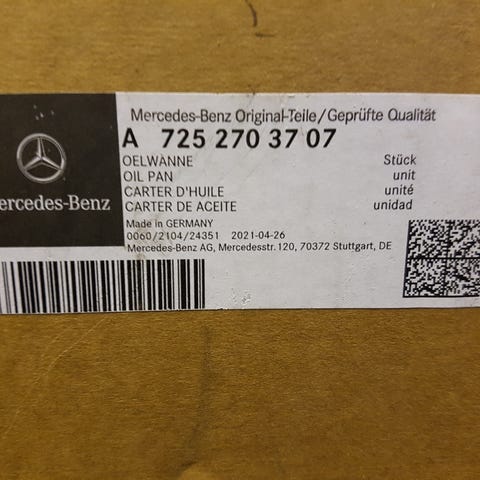 Mercedes-Benz Original-Teile/Geprüfte Qualität
A 725 270 37 07
OELWANNE Stück
OIL PAN unit
CARTER D'HUILE unité
CARTER DE ACEITE unidad
ercedes-Benz
Made in GERMANY
0060/2104/24351 2021-04-26
Mercedes-Benz AG, Mercedesstr. 120, 70372 Stuttgart, DE